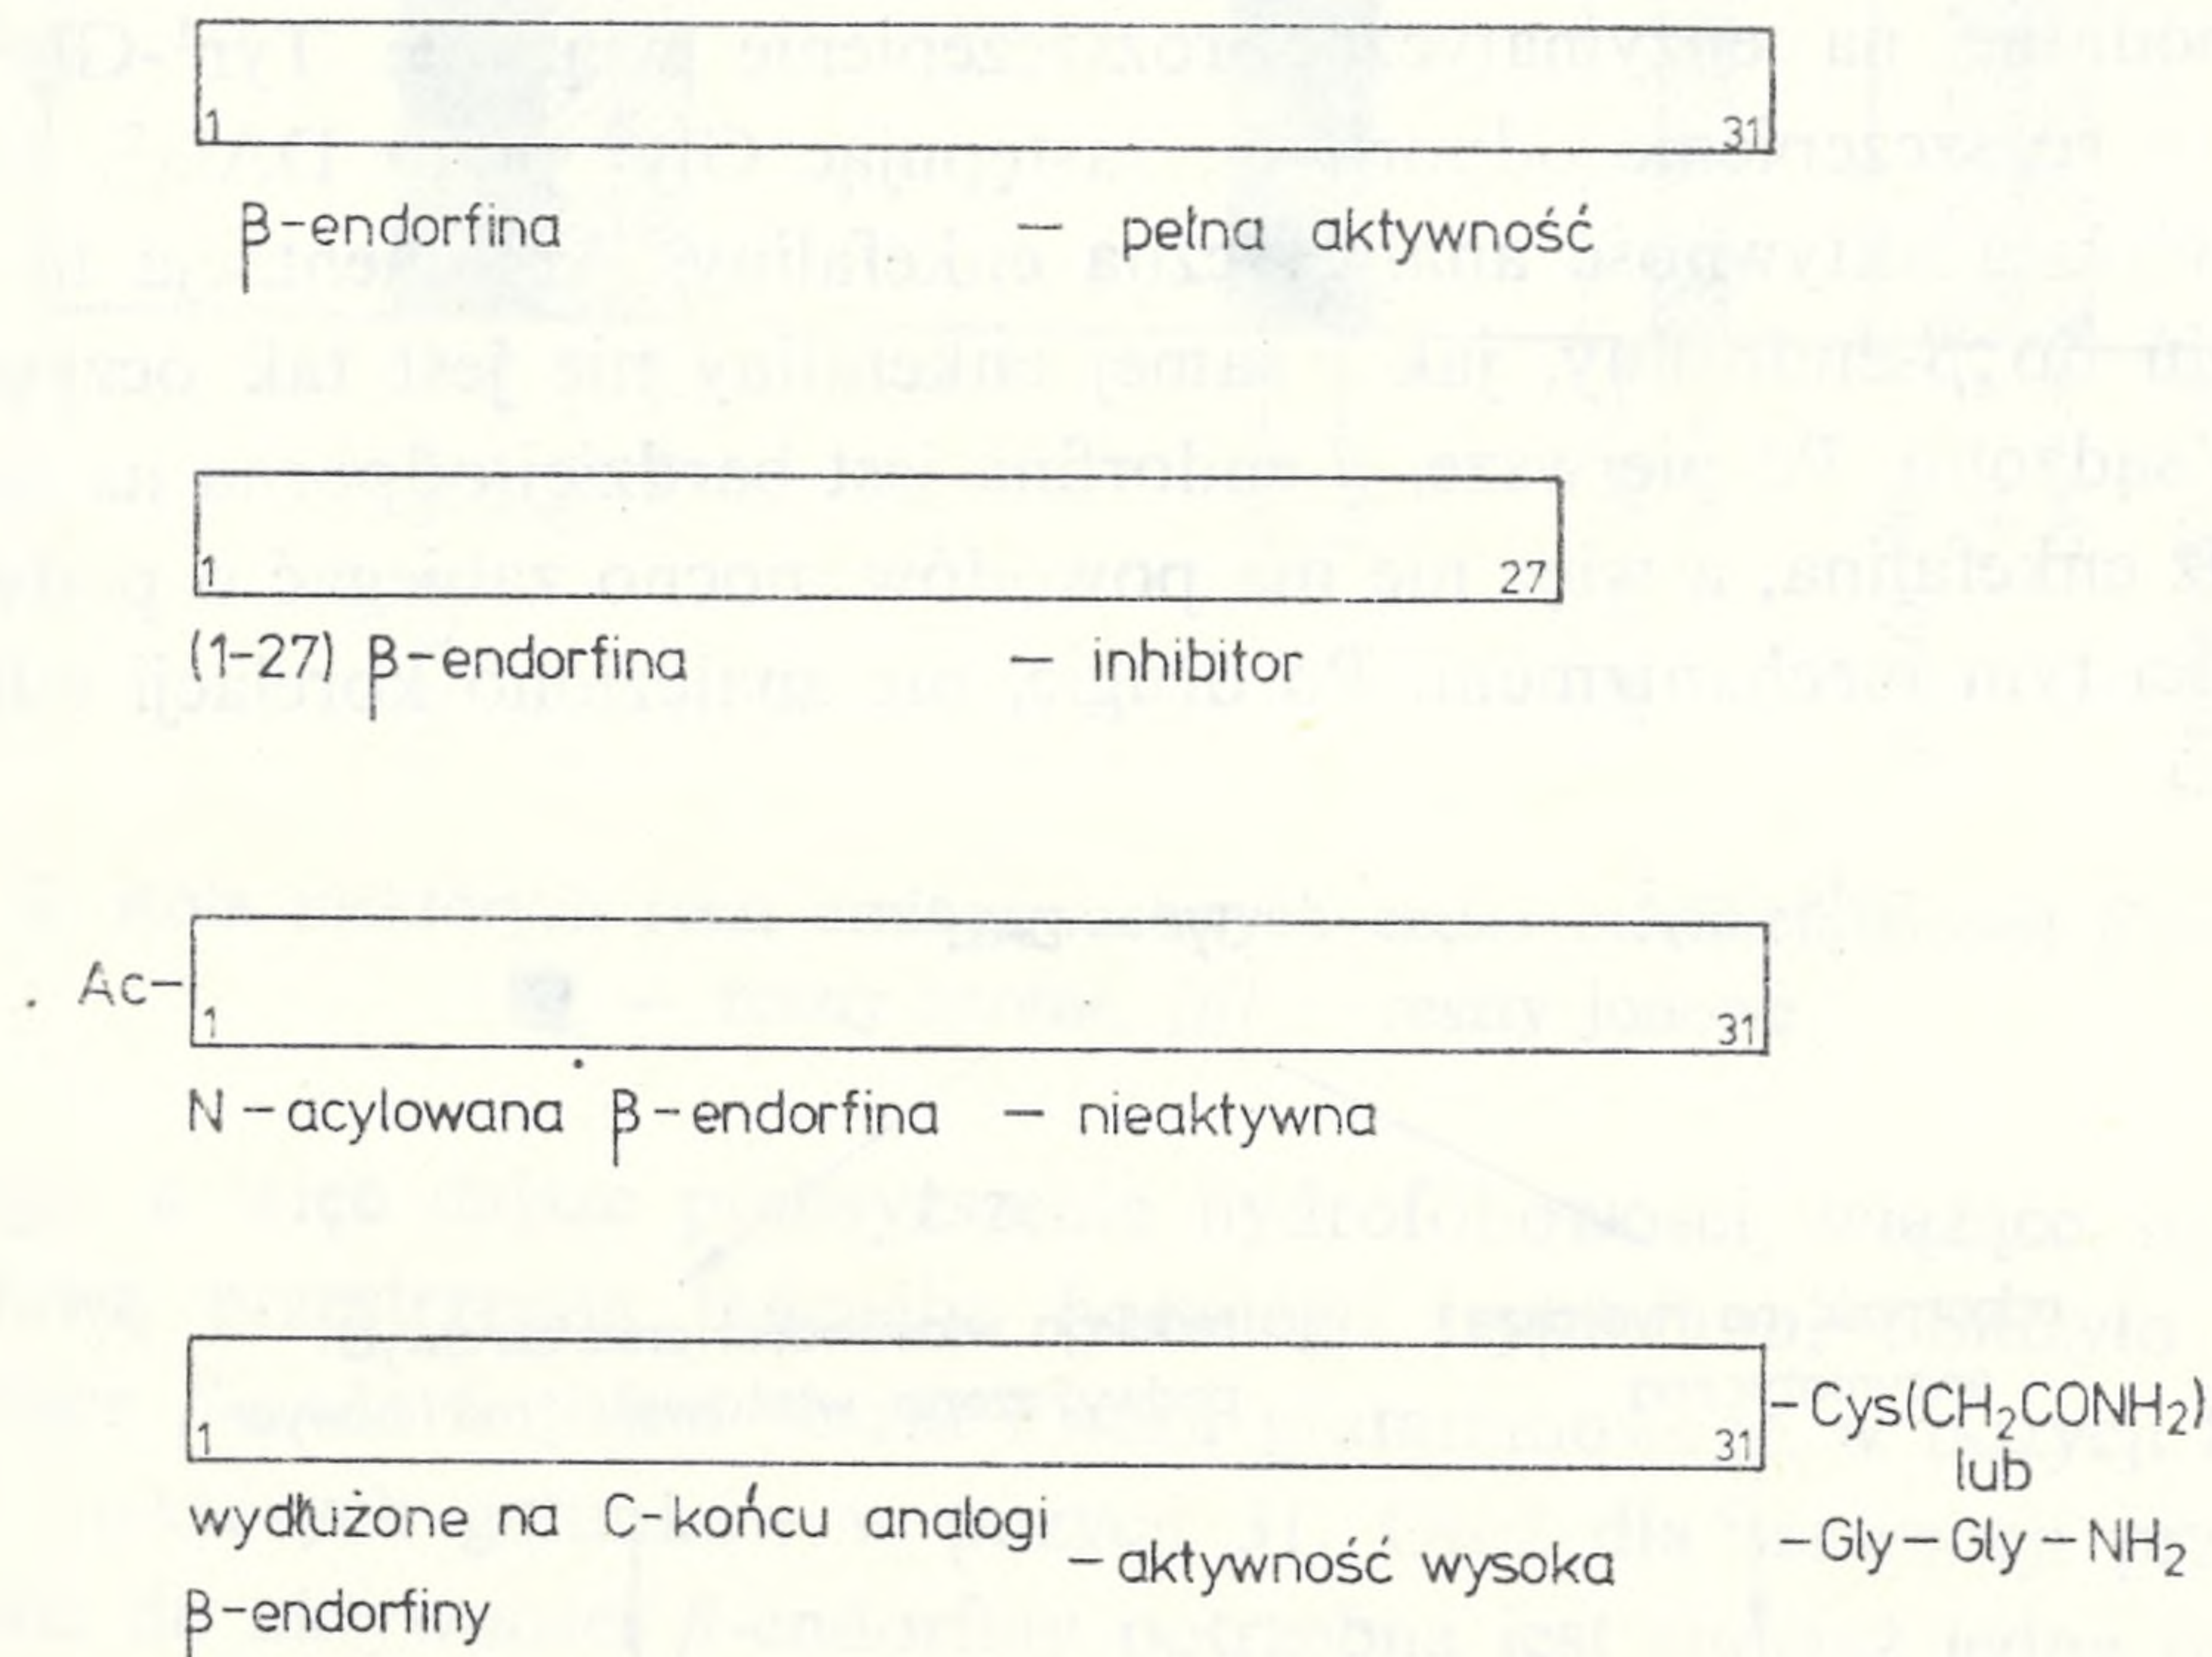 1 31
β-endorfina — pełna aktywność
1 27
(1-27) β-endorfina — inhibitor
Ac-
1 31
N-acylowana β-endorfina — nieaktywna
1 31
-Cys(CH₂CONH₂)
lub
-Gly-Gly-NH₂
wydłużone na C-końcu analogi
β-endorfiny
- aktywność wysoka